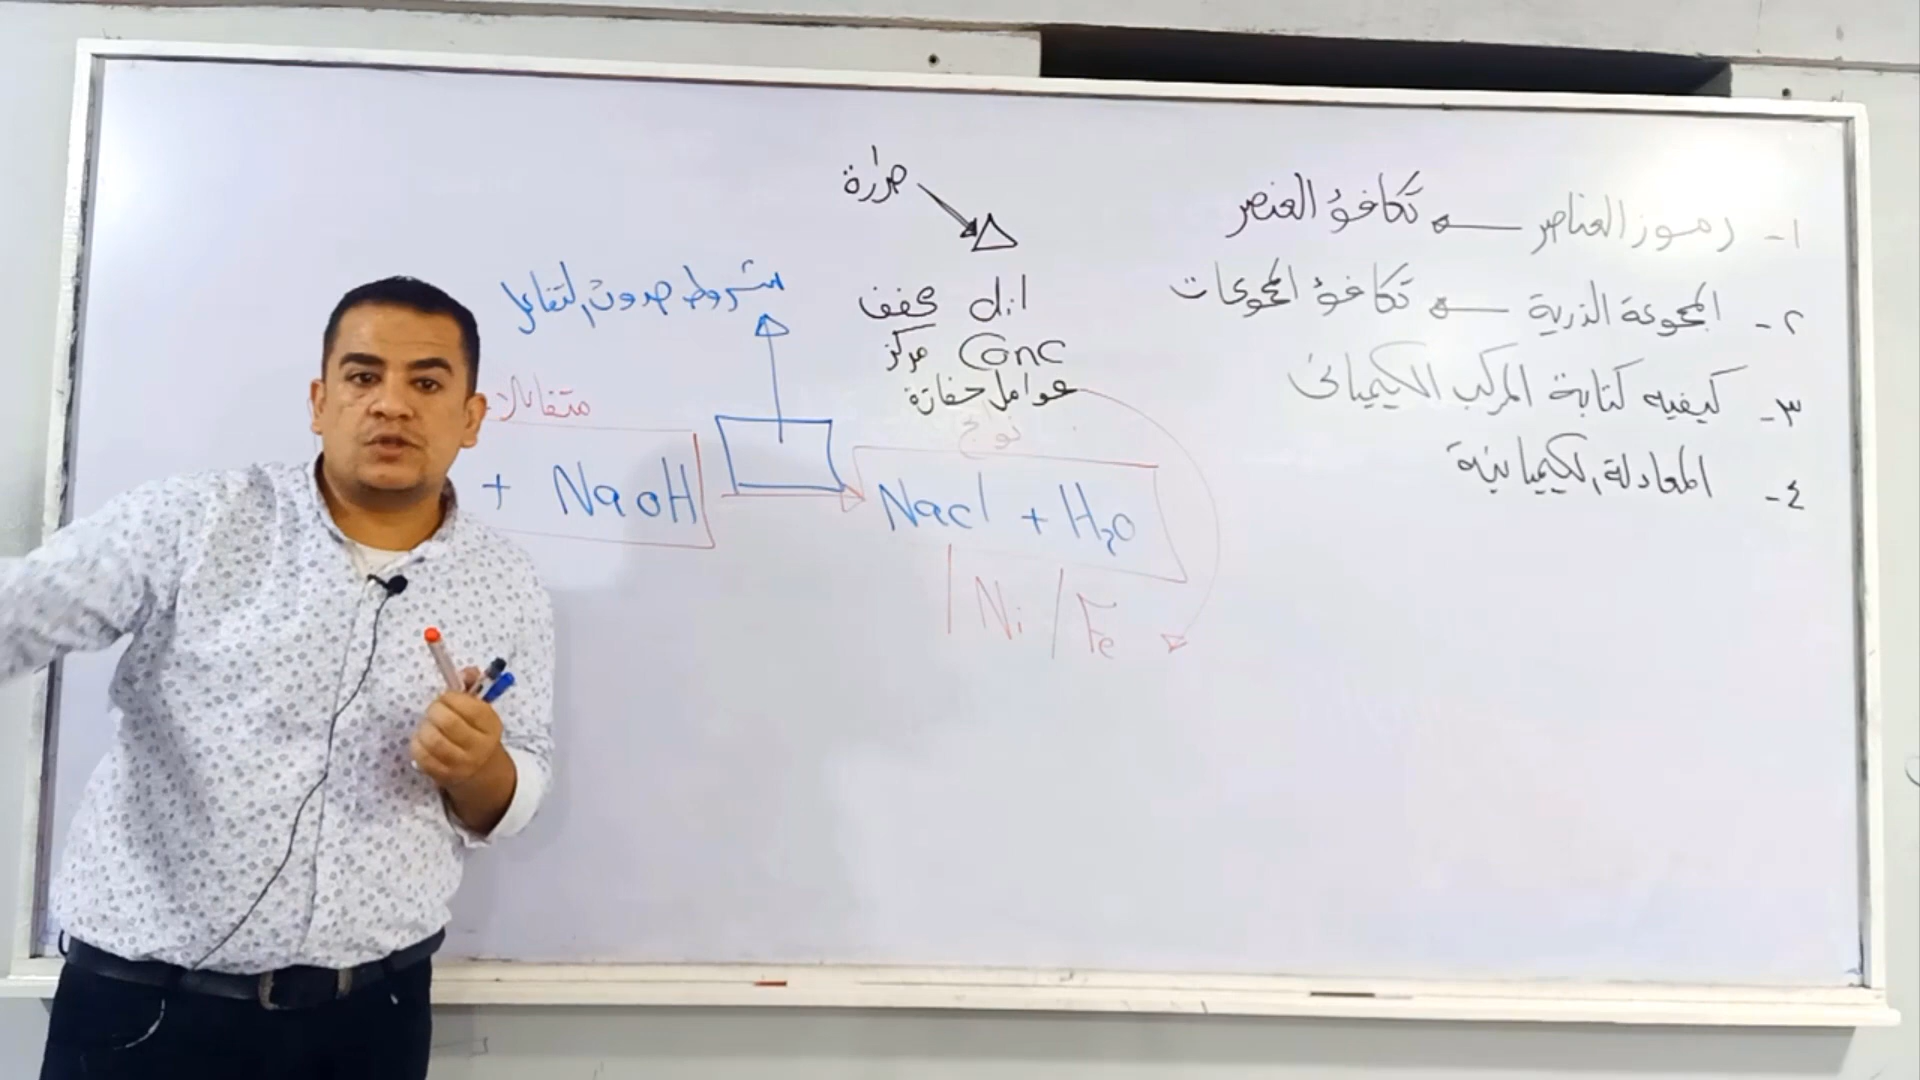 ١- رموز العناصر ← تكافؤ العنصر
٢- المجموعة الذرية ← تكافؤ المجموعات
٣- كيفيه كتابة المركب الكيميائى
٤- المعادلة الكيميائية
حرارة
△
dil مخفف
Conc مركز
عوامل حفازة
شروط حدوث التفاعل
متفاعلات
نواتج
+ NaOH → NaCl + H₂O
| Ni / Fe